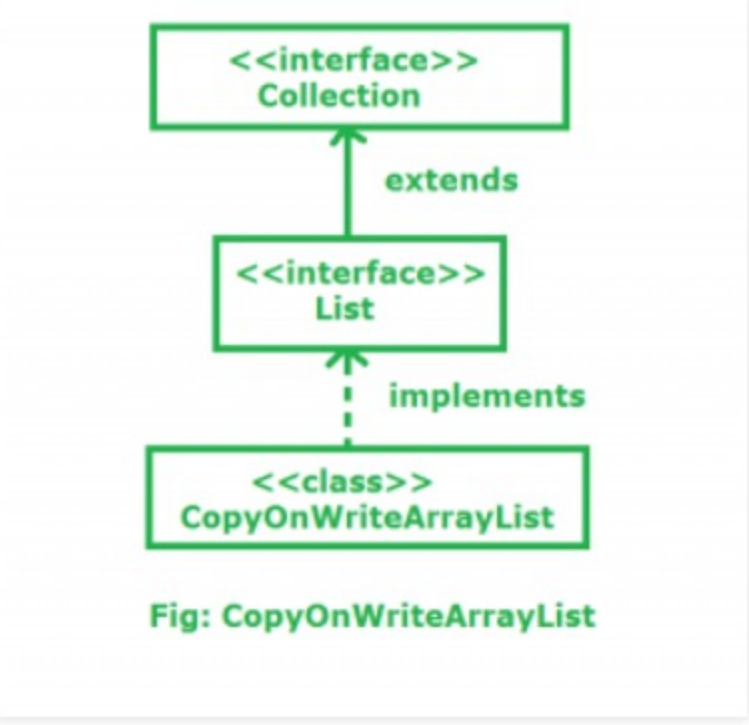 <<interface>>
Collection
extends
<<interface>>
List
implements
<<class>>
CopyOnWriteArrayList
Fig: CopyOnWriteArrayList